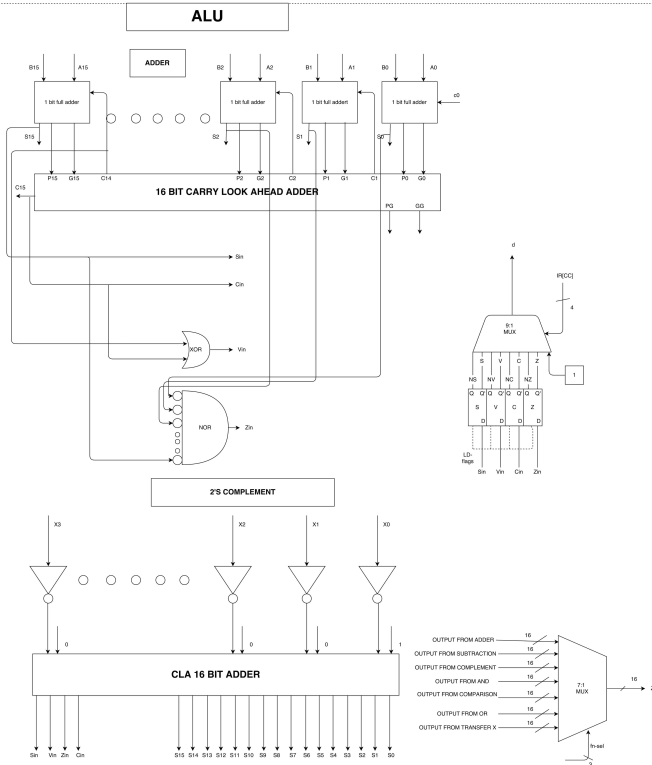 ALU
ADDER
B15 A15 B2 A2 B1 A1 B0 A0
1 bit full adder 1 bit full adder 1 bit full addert 1 bit full adder
c0
S15 S2 S1 S0
P15 G15 C14 P2 G2 C2 P1 G1 C1 P0 G0
C15
16 BIT CARRY LOOK AHEAD ADDER
PG GG
Sin
Cin
XOR
Vin
NOR
Zin
d
IR[CC]
4
9:1
MUX
S V C Z
1
NS NV NC NZ
Q Q' Q Q' Q Q' Q Q'
S V C Z
D D D D
LD-
flags
Sin Vin Cin Zin
2'S COMPLEMENT
X3 X2 X1 X0
0 0 0 1
CLA 16 BIT ADDER
Sin Vin Zin Cin S15 S14 S13 S12 S11 S10 S9 S8 S7 S6 S5 S4 S3 S2 S1 S0
OUTPUT FROM ADDER 16
OUTPUT FROM SUBTRACTION 16
OUTPUT FROM COMPLEMENT 16
OUTPUT FROM AND 16
OUTPUT FROM COMPARISON 16
OUTPUT FROM OR 16
OUTPUT FROM TRANSFER X 16
7:1
MUX
16
fn-sel